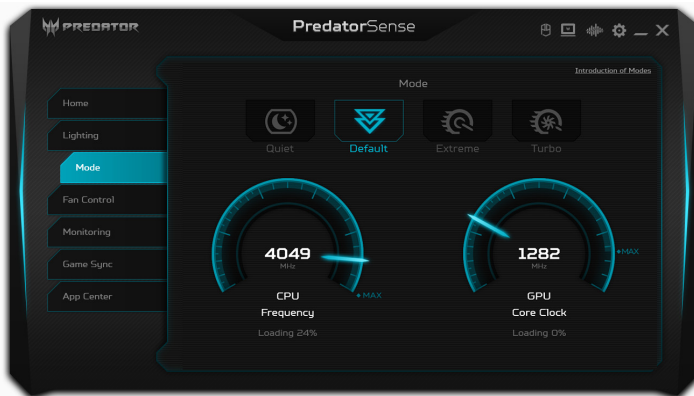 PREDATOR
PredatorSense
Introduction of Modes
Mode
Home
Lighting
Mode
Fan Control
Monitoring
Game Sync
App Center
Quiet
Default
Extreme
Turbo
4049
MHz
MAX
CPU
Frequency
Loading 24%
1282
MHz
MAX
GPU
Core Clock
Loading 0%